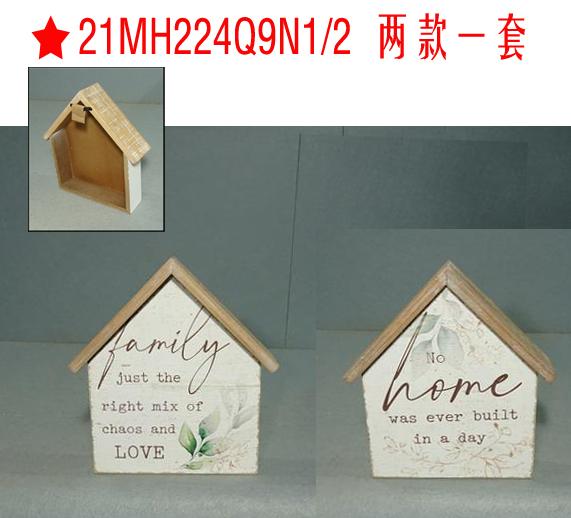 ★21MH224Q9N1/2 两款一套
family
just the
right mix of
chaos and
LOVE
No
home
was ever built
in a day